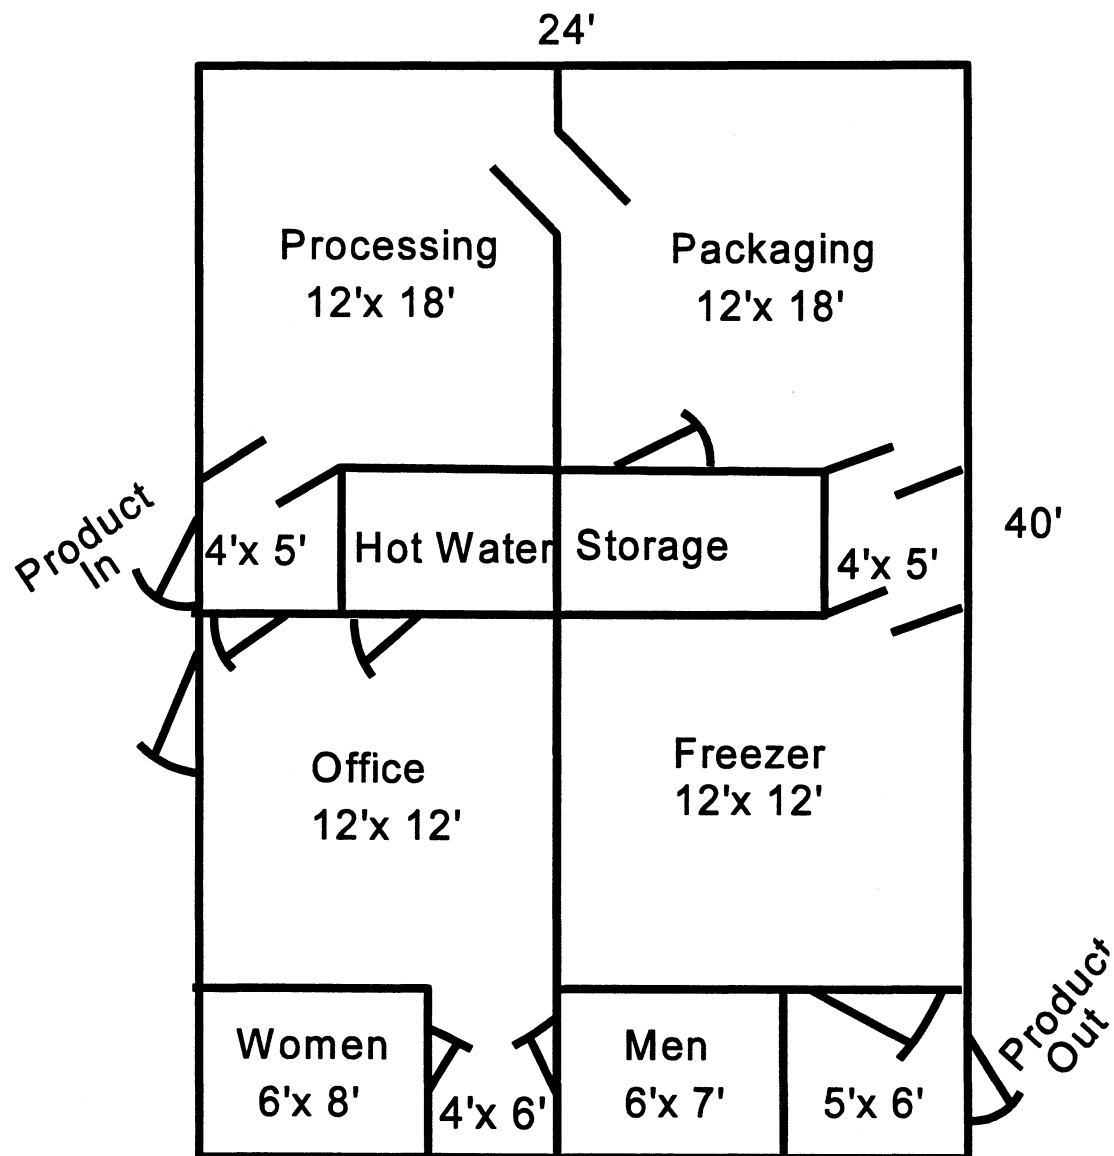 24'
Processing
12'x 18'
Packaging
12'x 18'
Product
In
4'x 5'
Hot Water
Storage
4'x 5'
40'
Office
12'x 12'
Freezer
12'x 12'
Women
6'x 8'
4'x 6'
Men
6'x 7'
5'x 6'
Product
Out